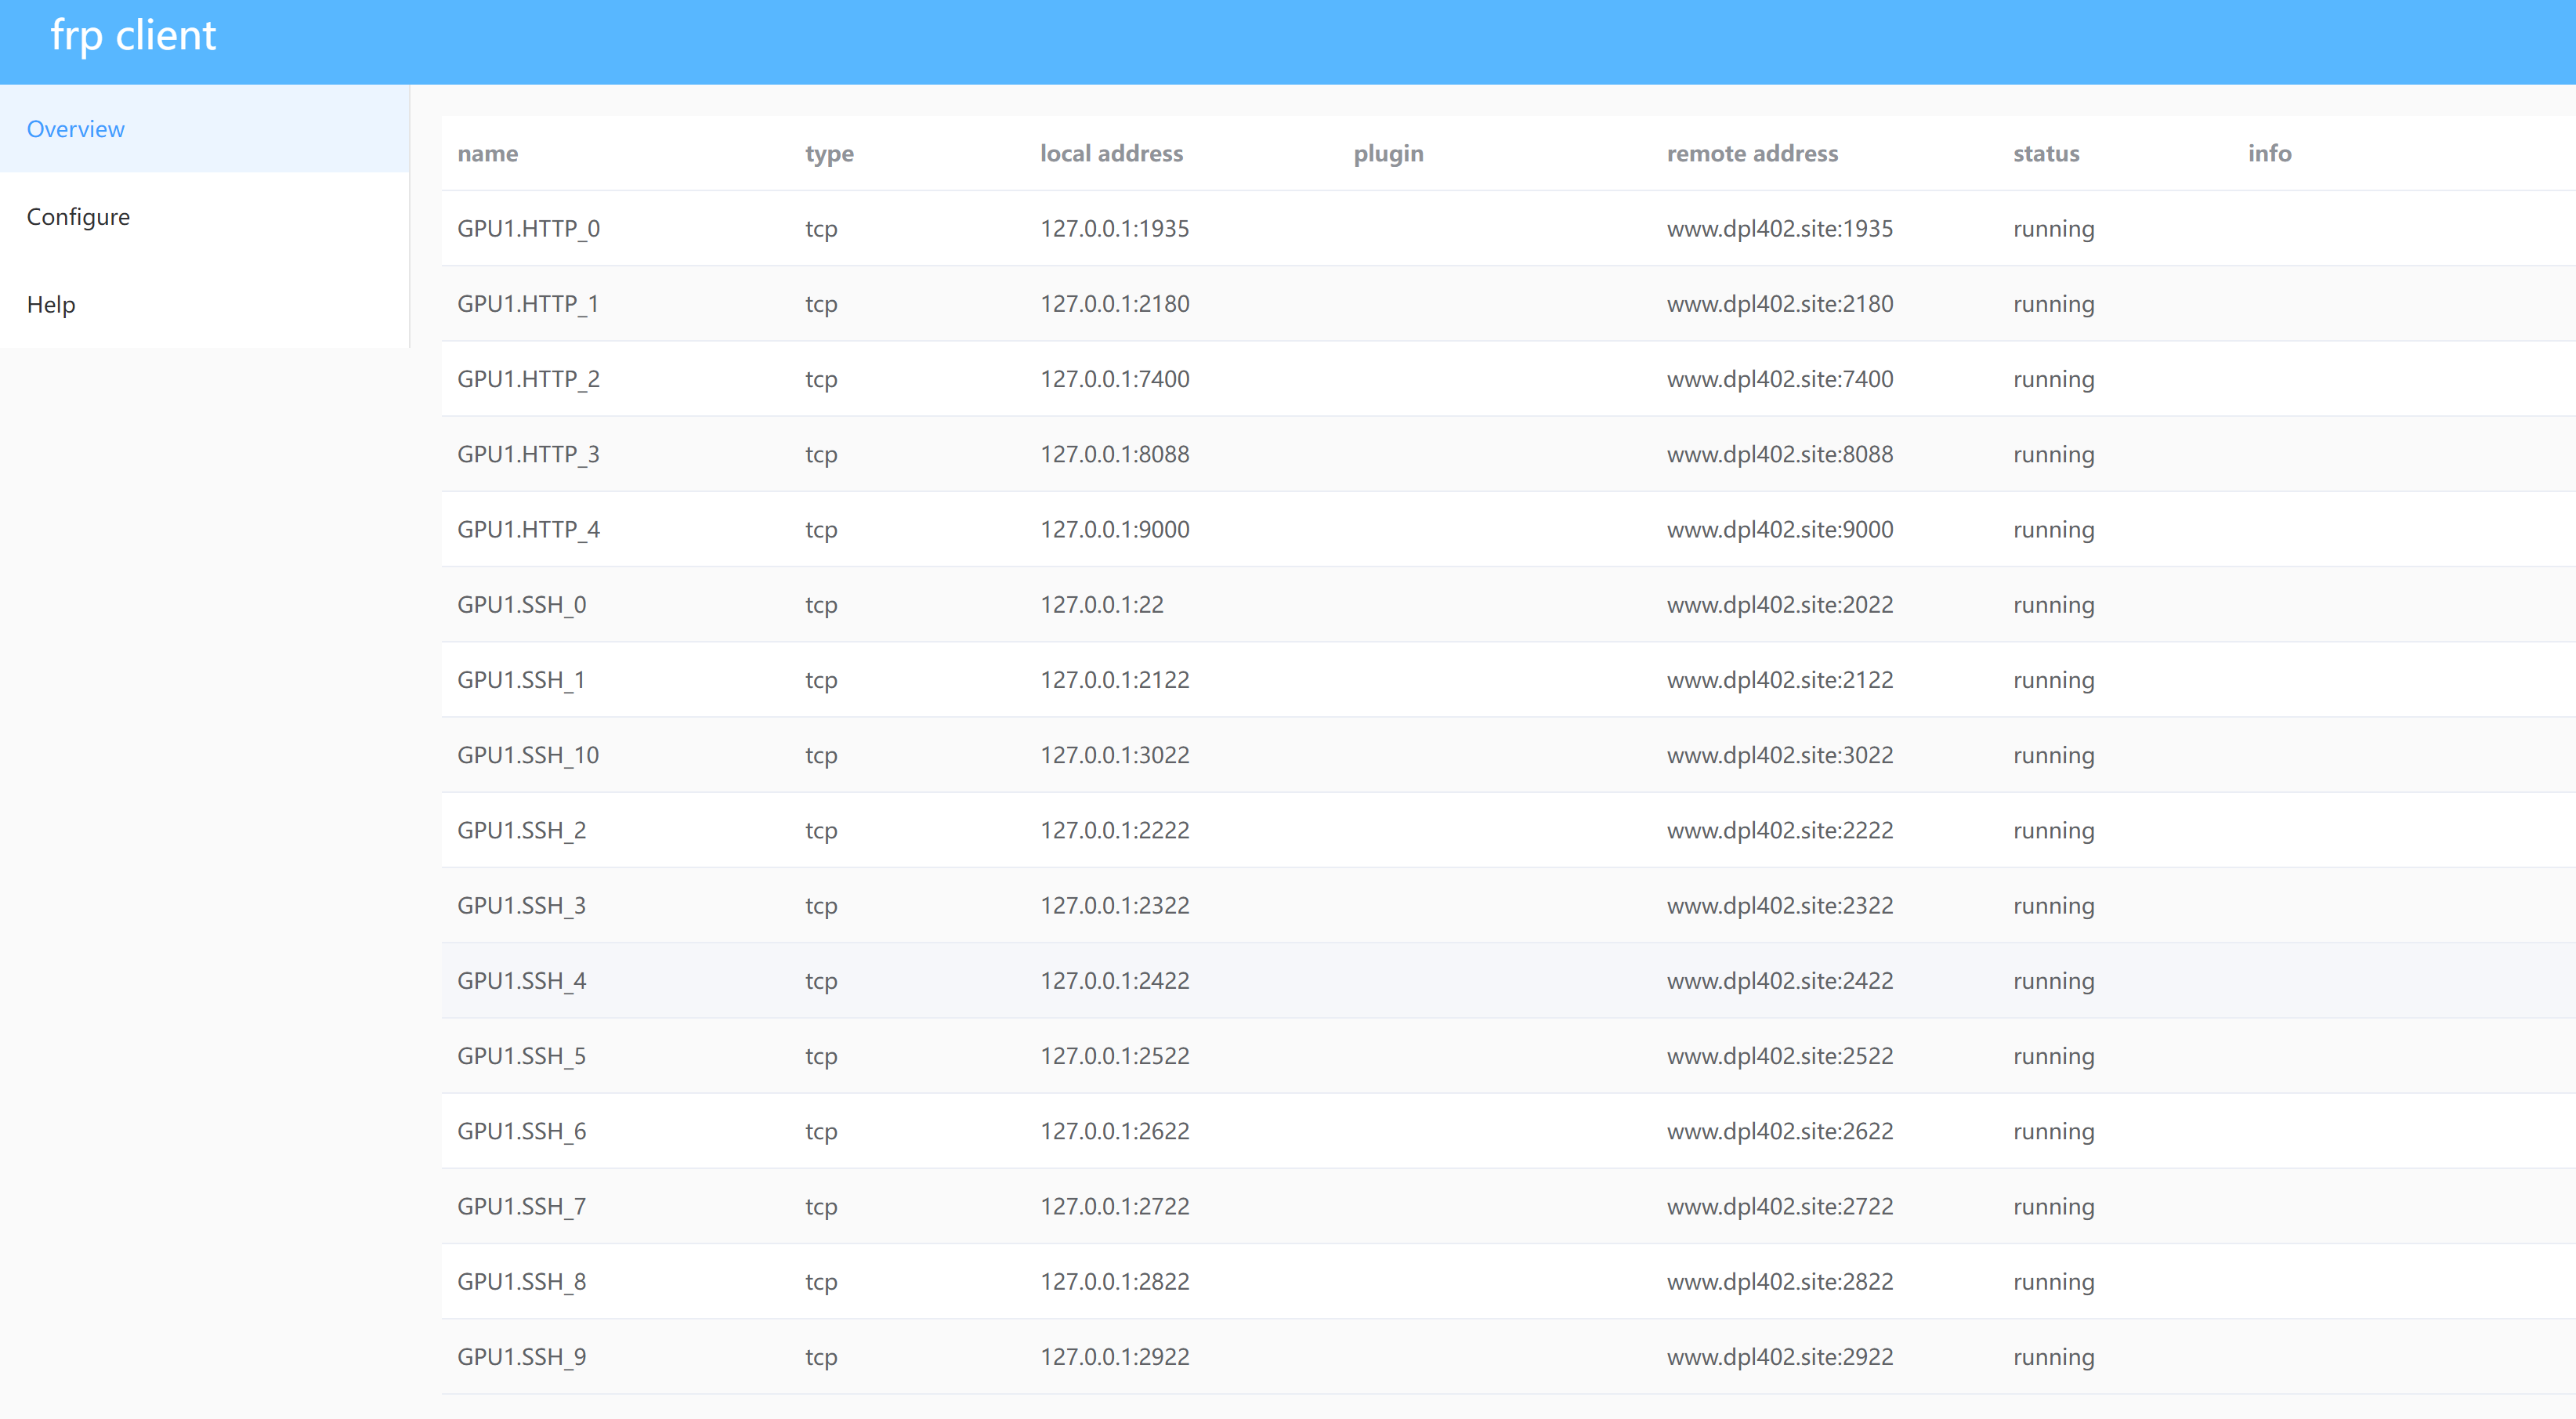 frp client
Overview
Configure
Help
name type local address plugin remote address status info
GPU1.HTTP_0 tcp 127.0.0.1:1935 www.dpl402.site:1935 running
GPU1.HTTP_1 tcp 127.0.0.1:2180 www.dpl402.site:2180 running
GPU1.HTTP_2 tcp 127.0.0.1:7400 www.dpl402.site:7400 running
GPU1.HTTP_3 tcp 127.0.0.1:8088 www.dpl402.site:8088 running
GPU1.HTTP_4 tcp 127.0.0.1:9000 www.dpl402.site:9000 running
GPU1.SSH_0 tcp 127.0.0.1:22 www.dpl402.site:2022 running
GPU1.SSH_1 tcp 127.0.0.1:2122 www.dpl402.site:2122 running
GPU1.SSH_10 tcp 127.0.0.1:3022 www.dpl402.site:3022 running
GPU1.SSH_2 tcp 127.0.0.1:2222 www.dpl402.site:2222 running
GPU1.SSH_3 tcp 127.0.0.1:2322 www.dpl402.site:2322 running
GPU1.SSH_4 tcp 127.0.0.1:2422 www.dpl402.site:2422 running
GPU1.SSH_5 tcp 127.0.0.1:2522 www.dpl402.site:2522 running
GPU1.SSH_6 tcp 127.0.0.1:2622 www.dpl402.site:2622 running
GPU1.SSH_7 tcp 127.0.0.1:2722 www.dpl402.site:2722 running
GPU1.SSH_8 tcp 127.0.0.1:2822 www.dpl402.site:2822 running
GPU1.SSH_9 tcp 127.0.0.1:2922 www.dpl402.site:2922 running